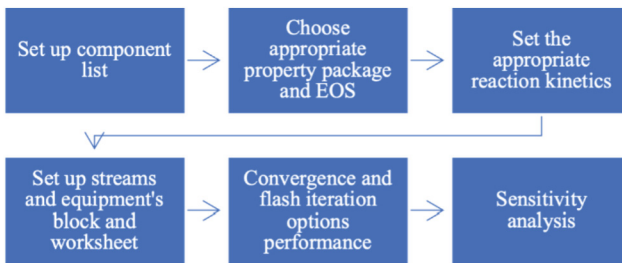 Set up component
list
Choose
appropriate
property package
and EOS
Set the
appropriate
reaction kinetics
Set up streams
and equipment's
block and
worksheet
Convergence and
flash iteration
options
performance
Sensitivity
analysis